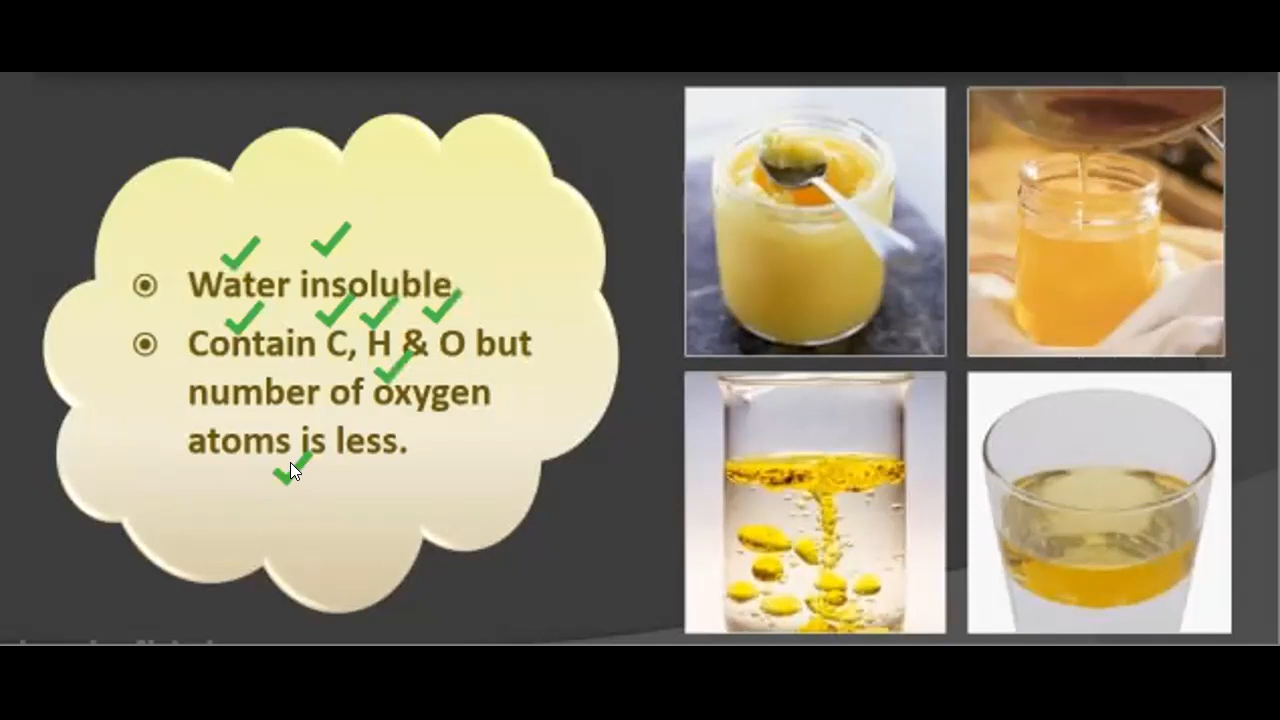 Water insoluble.
Contain C, H & O but
number of oxygen
atoms is less.